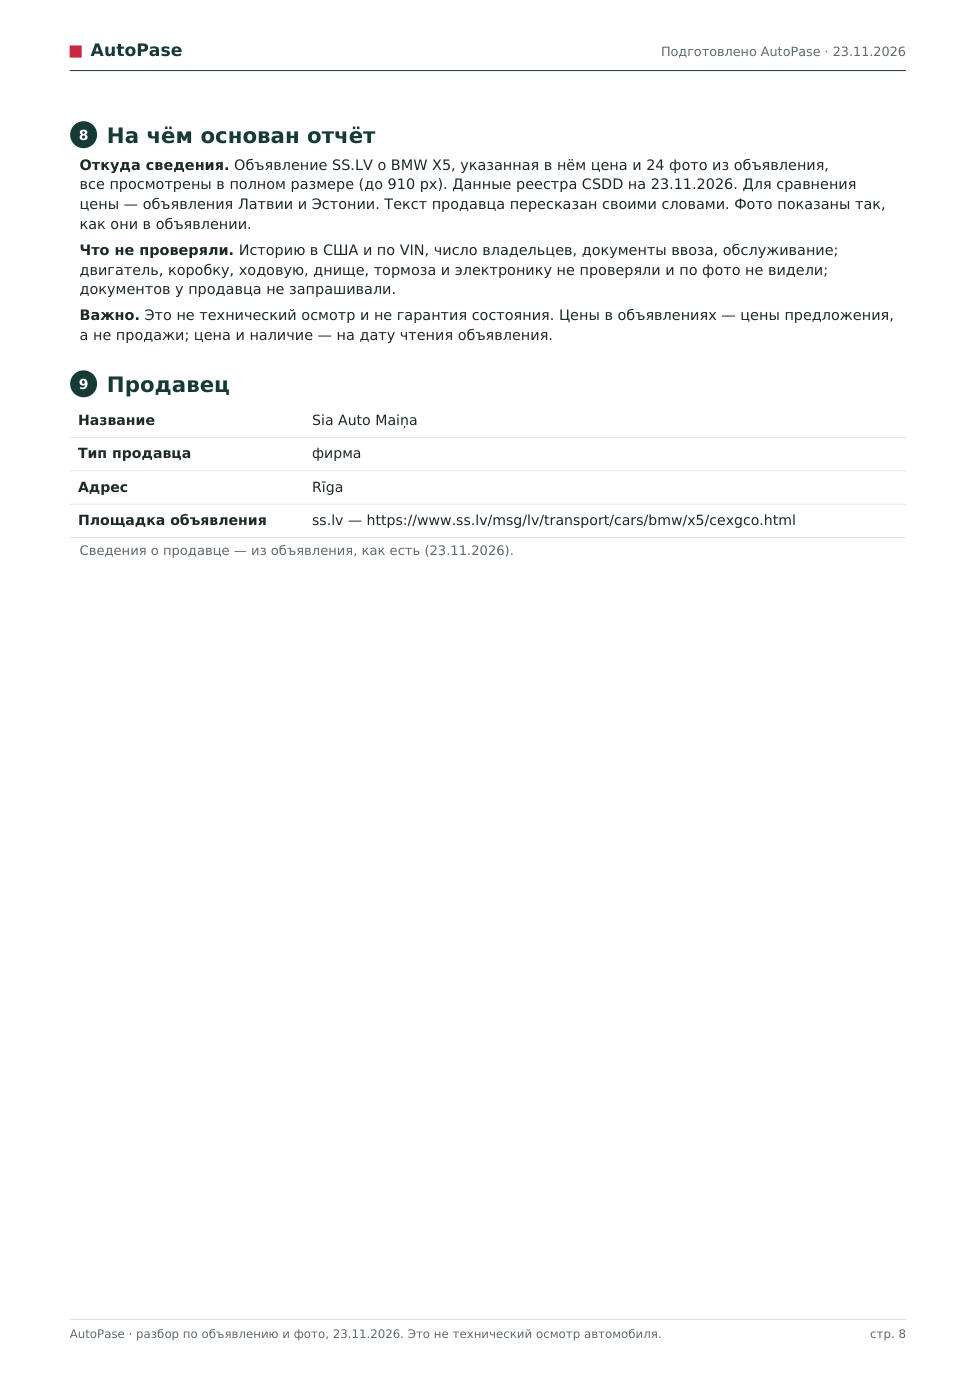 AutoPase
Подготовлено AutoPase · 23.11.2026
8 На чём основан отчёт
Откуда сведения. Объявление SS.LV о BMW X5, указанная в нём цена и 24 фото из объявления,
все просмотрены в полном размере (до 910 px). Данные реестра CSDD на 23.11.2026. Для сравнения
цены — объявления Латвии и Эстонии. Текст продавца пересказан своими словами. Фото показаны так,
как они в объявлении.
Что не проверяли. Историю в США и по VIN, число владельцев, документы ввоза, обслуживание;
двигатель, коробку, ходовую, днище, тормоза и электронику не проверяли и по фото не видели;
документов у продавца не запрашивали.
Важно. Это не технический осмотр и не гарантия состояния. Цены в объявлениях — цены предложения,
а не продажи; цена и наличие — на дату чтения объявления.
9 Продавец
Название Sia Auto Maiņa
Тип продавца фирма
Адрес Rīga
Площадка объявления ss.lv — https://www.ss.lv/msg/lv/transport/cars/bmw/x5/cexgco.html
Сведения о продавце — из объявления, как есть (23.11.2026).
AutoPase · разбор по объявлению и фото, 23.11.2026. Это не технический осмотр автомобиля.
стр. 8